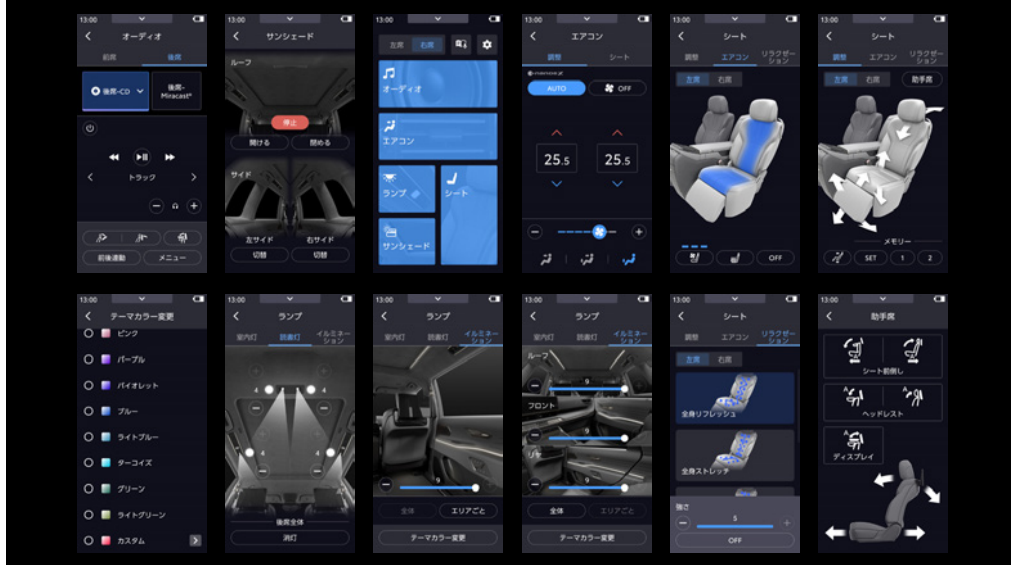 13:00
オーディオ
前席
後席
後席-CD
後席-
Miracast®
トラック
前後連動
メニュー
13:00
サンシェード
ルーフ
停止
開ける
閉める
サイド
左サイド
右サイド
切替
切替
13:00
左席
右席
オーディオ
エアコン
ランプ
シート
サンシェード
13:00
エアコン
調整
シート
AUTO
OFF
25.5
25.5
13:00
シート
調整
エアコン
リラクゼー
ション
左席
右席
OFF
13:00
シート
調整
エアコン
リラクゼー
ション
左席
右席
助手席
メモリー
SET
1
2
13:00
テーマカラー変更
ピンク
パープル
バイオレット
ブルー
ライトブルー
ターコイズ
グリーン
ライトグリーン
カスタム
13:00
ランプ
室内灯
読書灯
イルミネー
ション
4
4
4
4
後席全体
消灯
13:00
ランプ
室内灯
読書灯
イルミネー
ション
9
全体
エリアごと
テーマカラー変更
13:00
ランプ
室内灯
読書灯
イルミネー
ション
ルーフ
9
フロント
9
リヤ
9
全体
エリアごと
テーマカラー変更
13:00
シート
調整
エアコン
リラクゼー
ション
左席
右席
全身リフレッシュ
全身ストレッチ
強さ
5
OFF
13:00
助手席
シート前倒し
A
A
ヘッドレスト
A
ディスプレイ